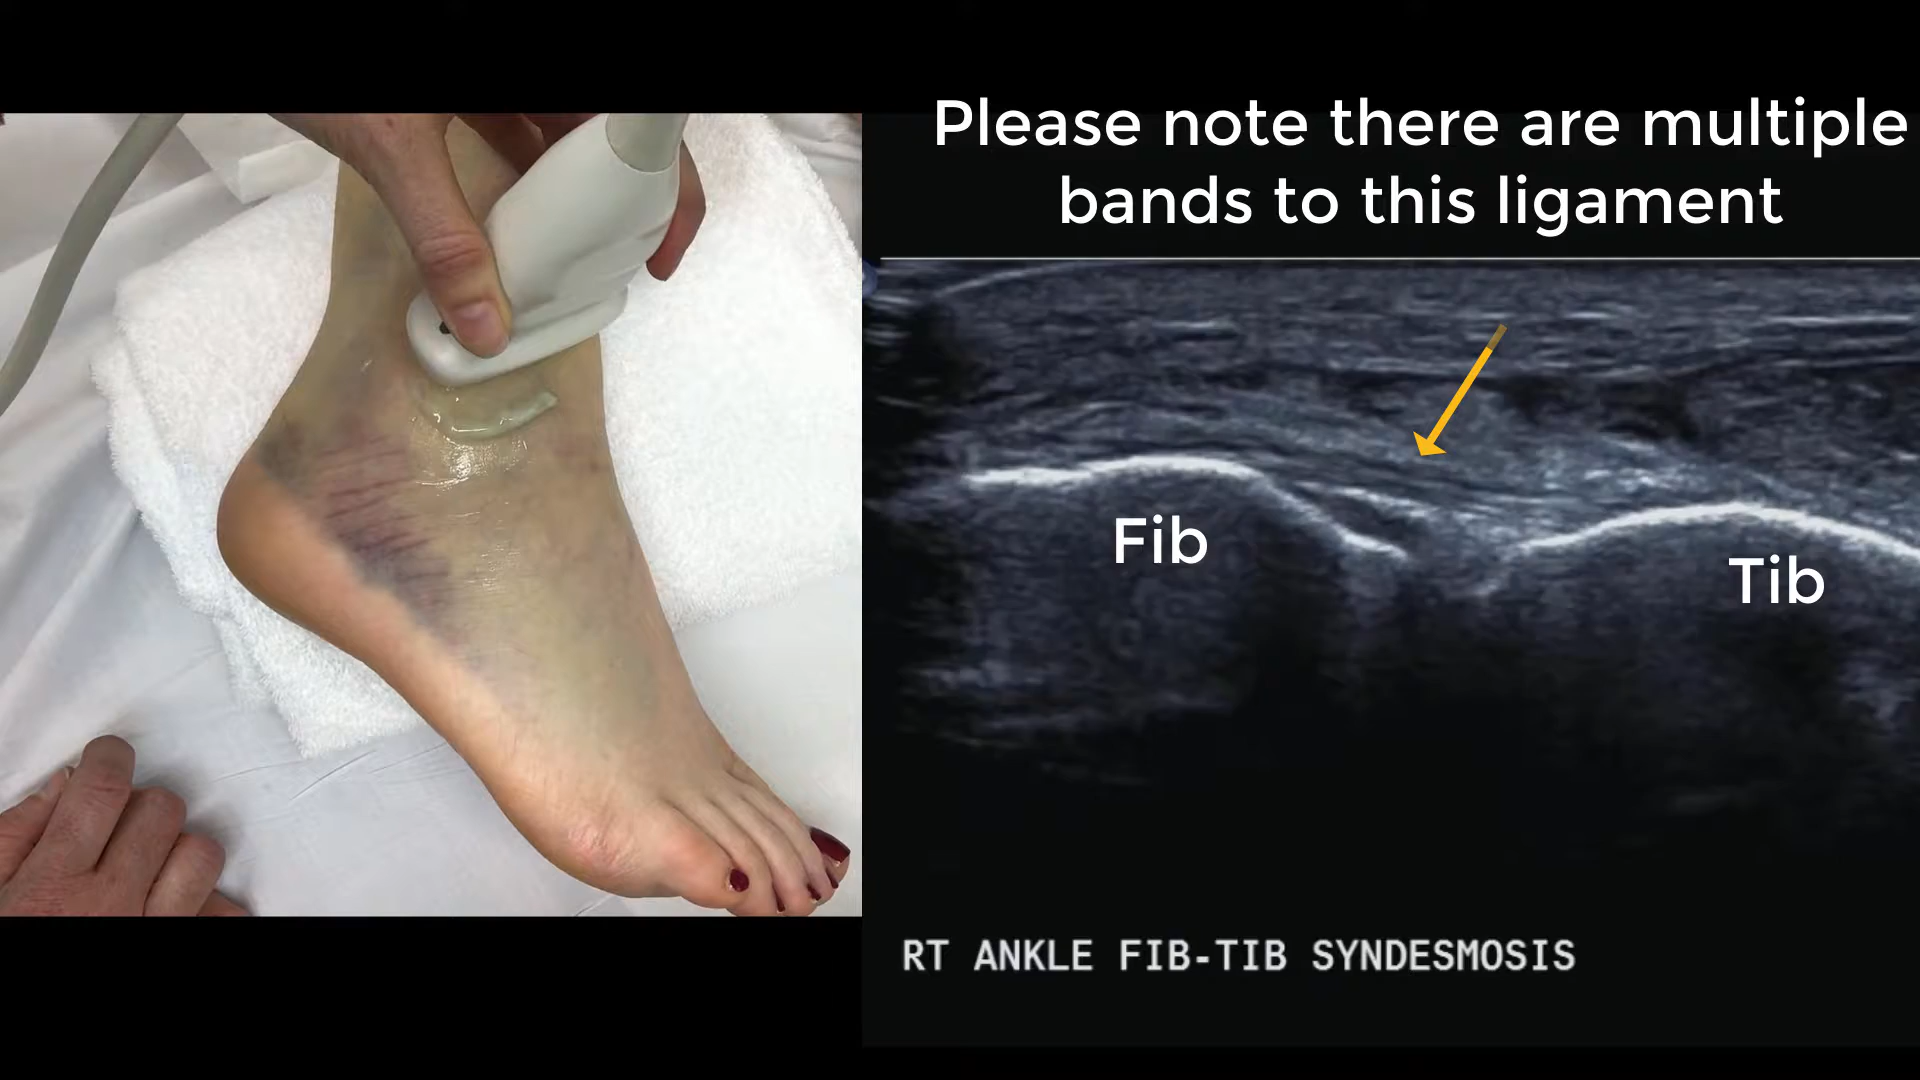 Please note there are multiple
bands to this ligament
Fib
Tib
RT ANKLE FIB-TIB SYNDESMOSIS